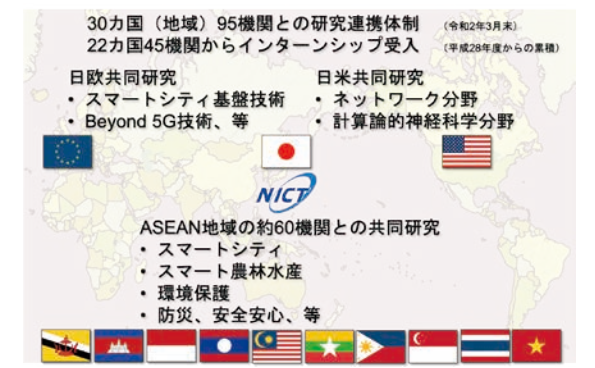 30カ国（地域）95機関との研究連携体制 （令和2年3月末）
22カ国45機関からインターンシップ受入 （平成28年度からの累積）
日欧共同研究
• スマートシティ基盤技術
• Beyond 5G技術、等
日米共同研究
• ネットワーク分野
• 計算論的神経科学分野
NICT
ASEAN地域の約60機関との共同研究
• スマートシティ
• スマート農林水産
• 環境保護
• 防災、安全安心、等